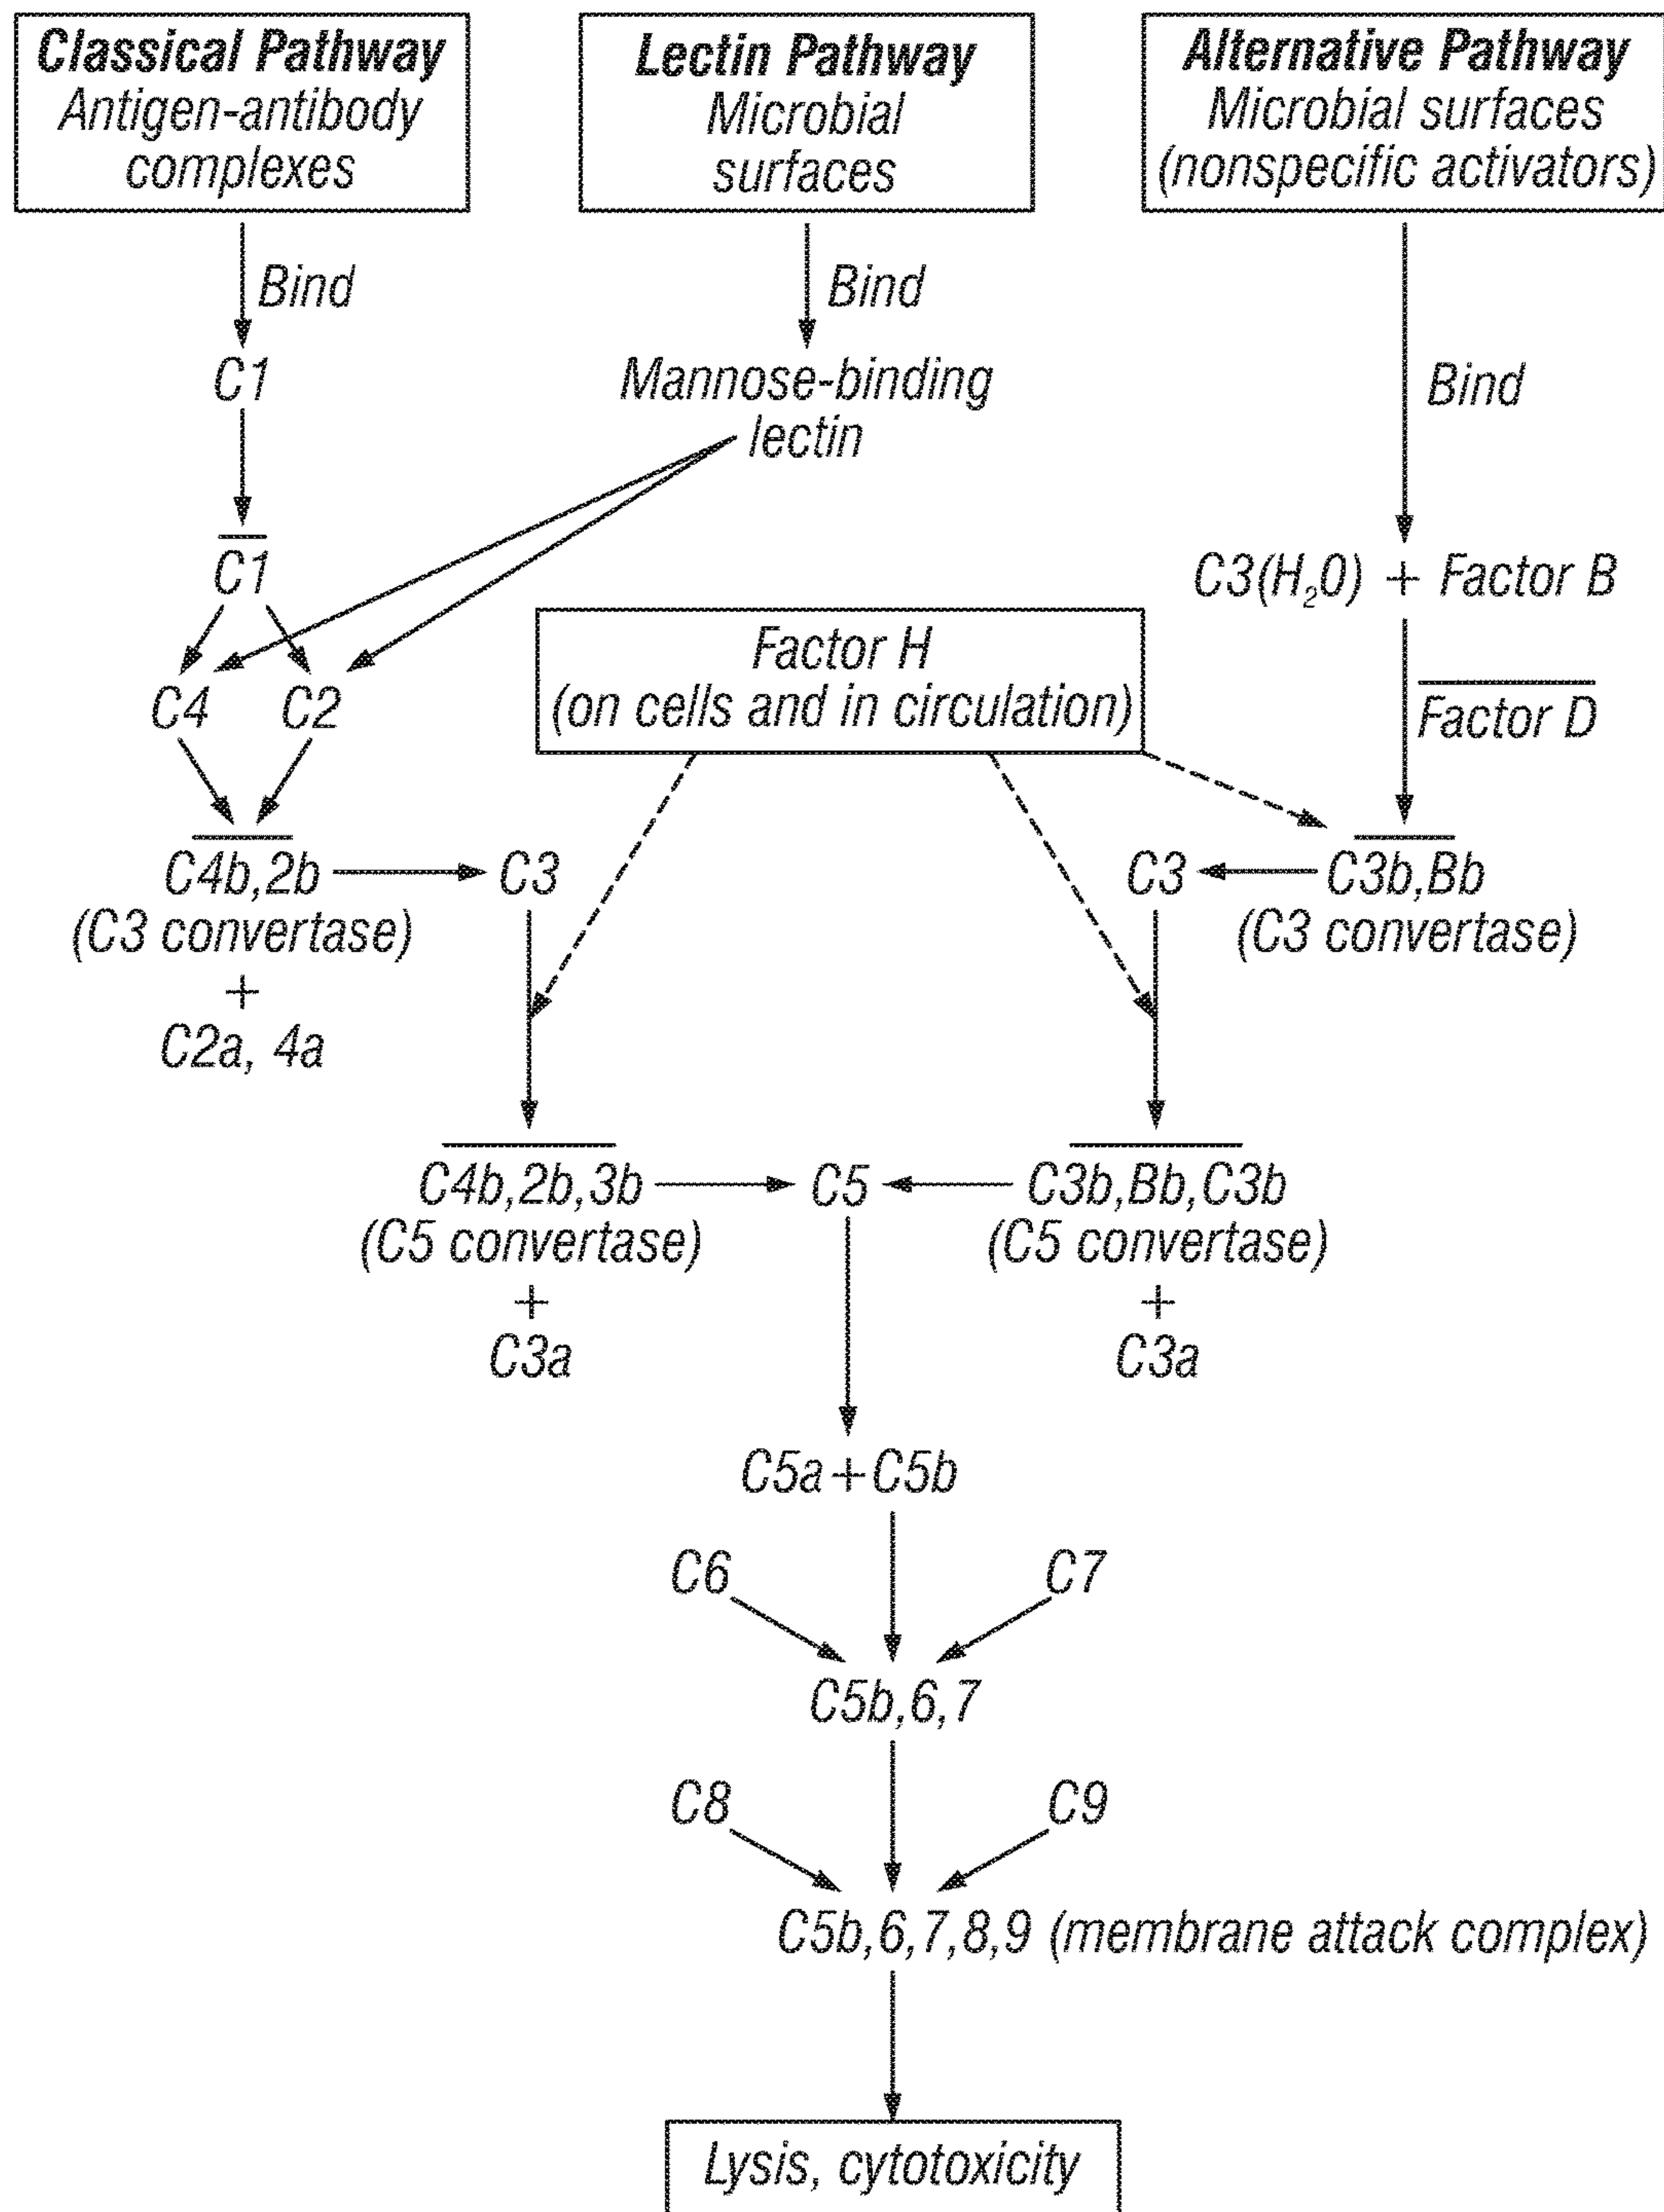 Classical Pathway
Antigen-antibody
complexes
Lectin Pathway
Microbial
surfaces
Alternative Pathway
Microbial surfaces
(nonspecific activators)
Bind
Bind
Bind
C1
Mannose-binding
lectin
C1
C3(H₂0) + Factor B
Factor H
(on cells and in circulation)
C4
C2
Factor D
C4b,2b
(C3 convertase)
+
C2a, 4a
C3
C3
C3b,Bb
(C3 convertase)
C4b,2b,3b
(C5 convertase)
+
C3a
C5
C3b,Bb,C3b
(C5 convertase)
+
C3a
C5a+C5b
C6
C7
C5b,6,7
C8
C9
C5b,6,7,8,9 (membrane attack complex)
Lysis, cytotoxicity